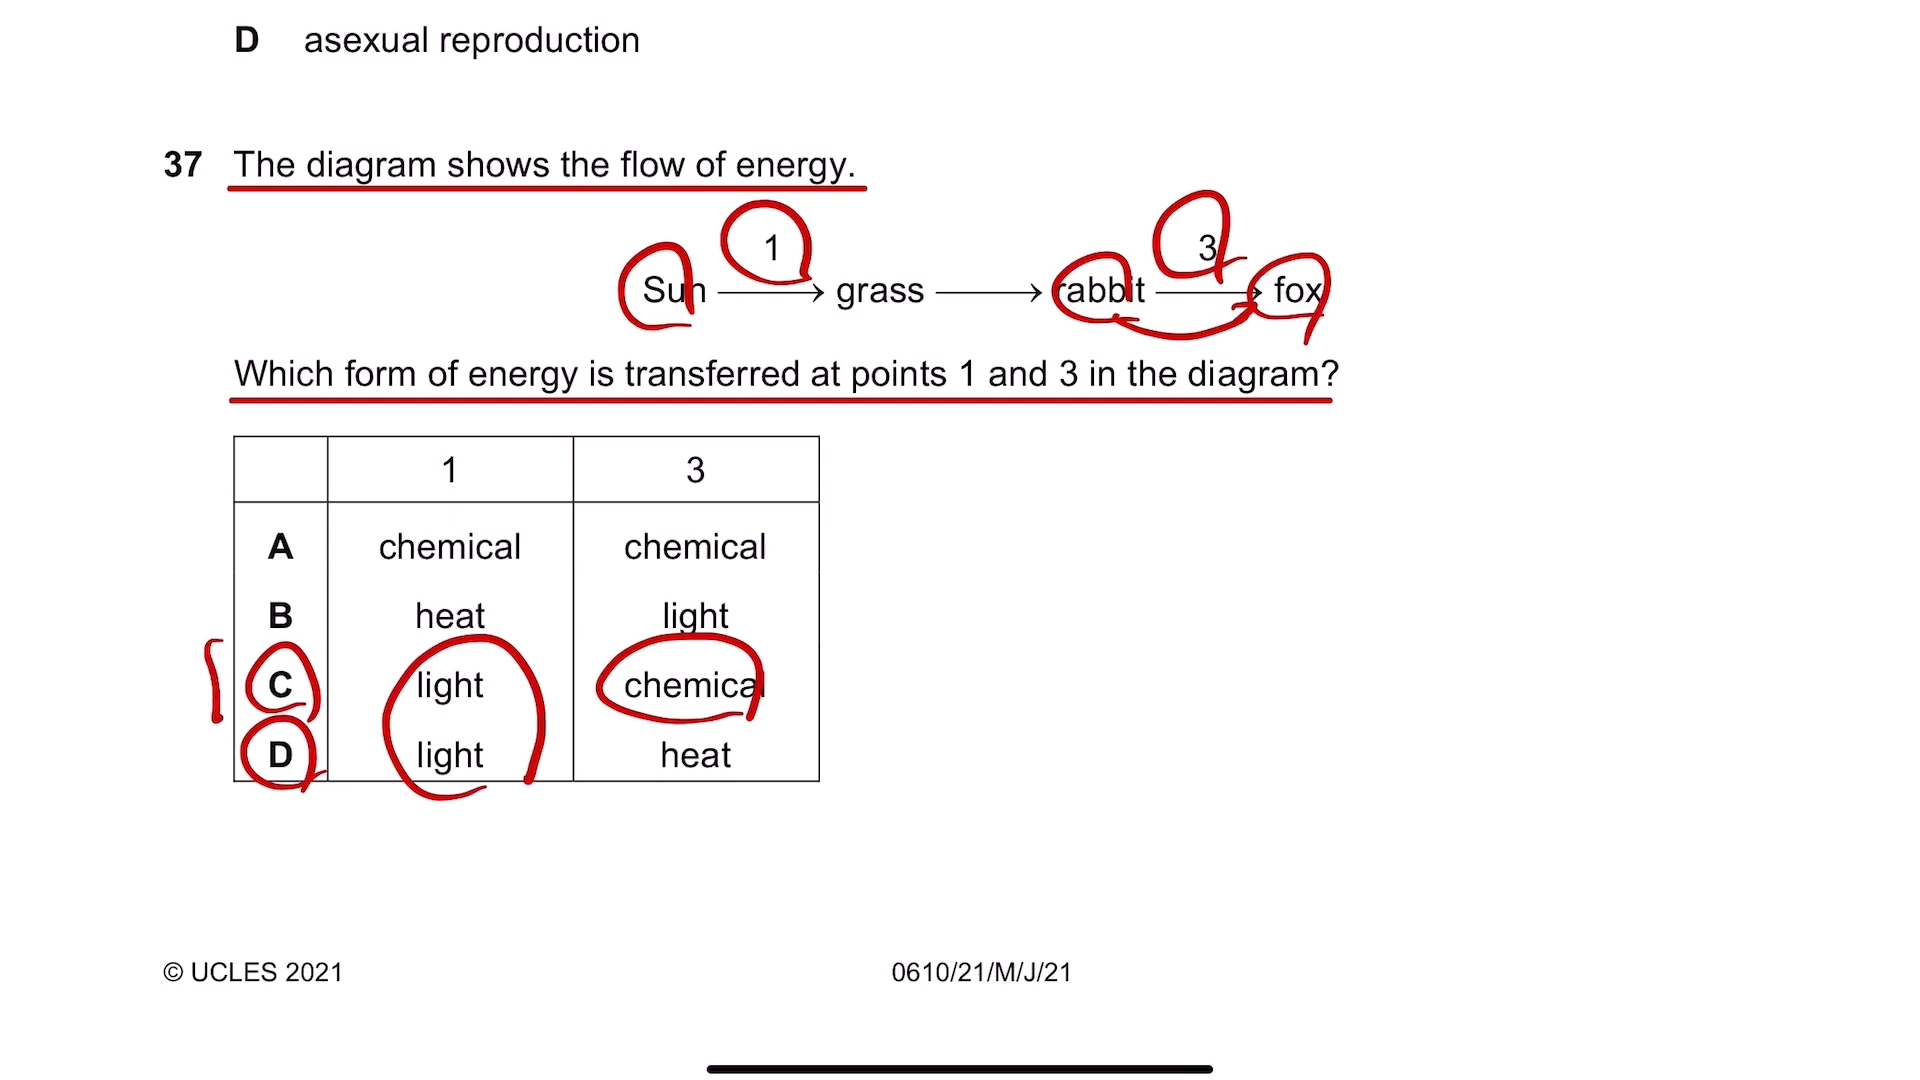 D asexual reproduction
37 The diagram shows the flow of energy.
1 3
Sun → grass → rabbit → fox
Which form of energy is transferred at points 1 and 3 in the diagram?
1 3
A chemical chemical
B heat light
C light chemical
D light heat
© UCLES 2021 0610/21/M/J/21